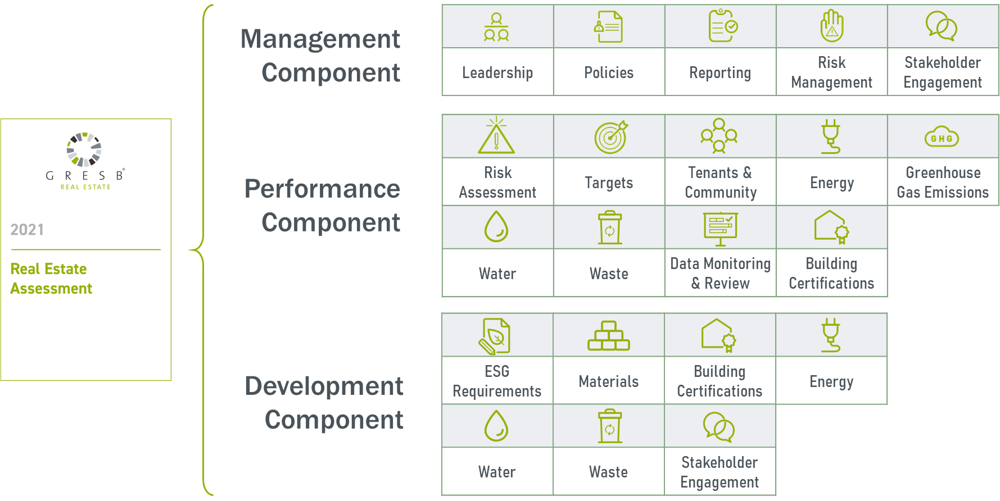 Management
Component
Leadership
Policies
Reporting
Risk
Management
Stakeholder
Engagement
GRESB®
REAL ESTATE
2021
Real Estate
Assessment
Performance
Component
GHG
Risk
Assessment
Targets
Tenants &
Community
Energy
Greenhouse
Gas Emissions
Water
Waste
Data Monitoring
& Review
Building
Certifications
Development
Component
ESG
Requirements
Materials
Building
Certifications
Energy
Water
Waste
Stakeholder
Engagement